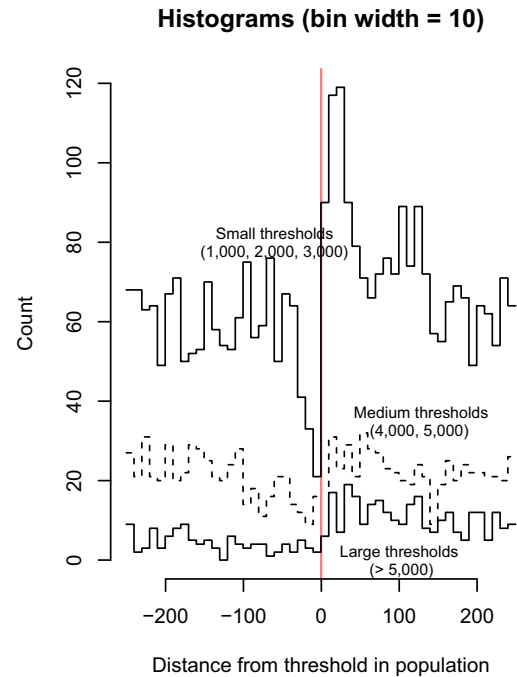 Histograms (bin width = 10)
120
100
80
60
40
20
0
Count
Small thresholds
(1,000, 2,000, 3,000)
Medium thresholds
(4,000, 5,000)
Large thresholds
(> 5,000)
−200 −100 0 100 200
Distance from threshold in population